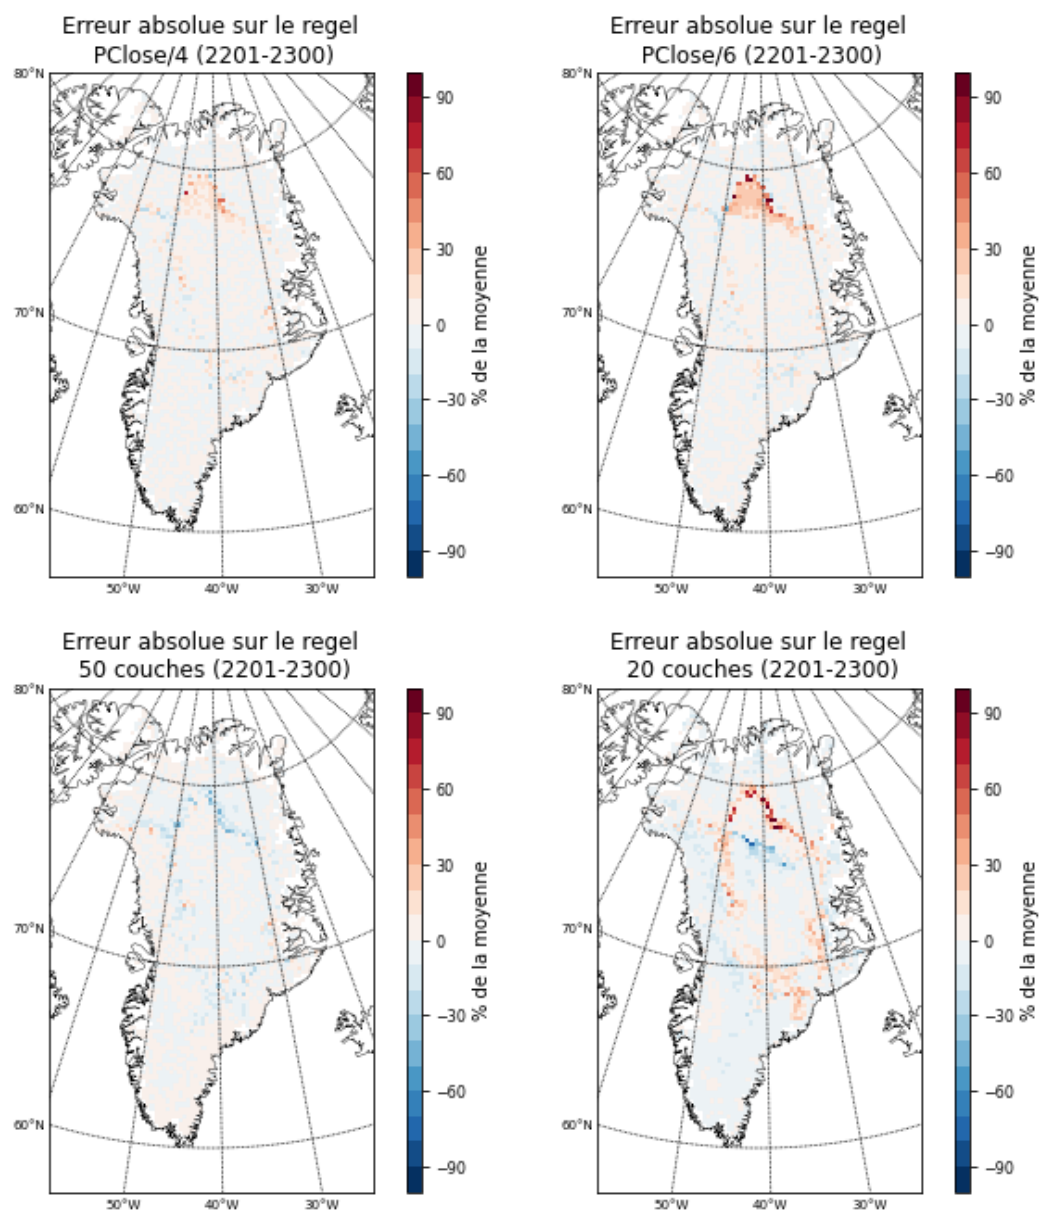 Erreur absolue sur le regel
PClose/4 (2201-2300)
80°N
70°N
60°N
50°W
40°W
30°W
90
60
30
0
−30
−60
−90
% de la moyenne
Erreur absolue sur le regel
PClose/6 (2201-2300)
80°N
70°N
60°N
50°W
40°W
30°W
90
60
30
0
−30
−60
−90
% de la moyenne
Erreur absolue sur le regel
50 couches (2201-2300)
80°N
70°N
60°N
50°W
40°W
30°W
90
60
30
0
−30
−60
−90
% de la moyenne
Erreur absolue sur le regel
20 couches (2201-2300)
80°N
70°N
60°N
50°W
40°W
30°W
90
60
30
0
−30
−60
−90
% de la moyenne